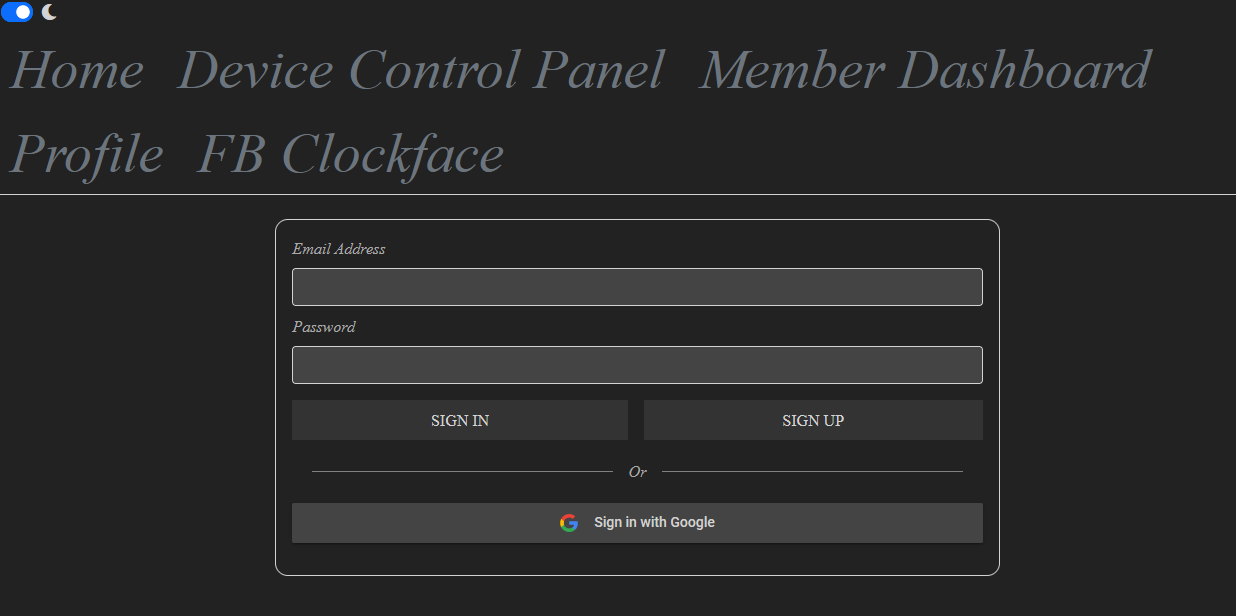 Home Device Control Panel Member Dashboard
Profile FB Clockface
Email Address
Password
SIGN IN SIGN UP
Or
Sign in with Google